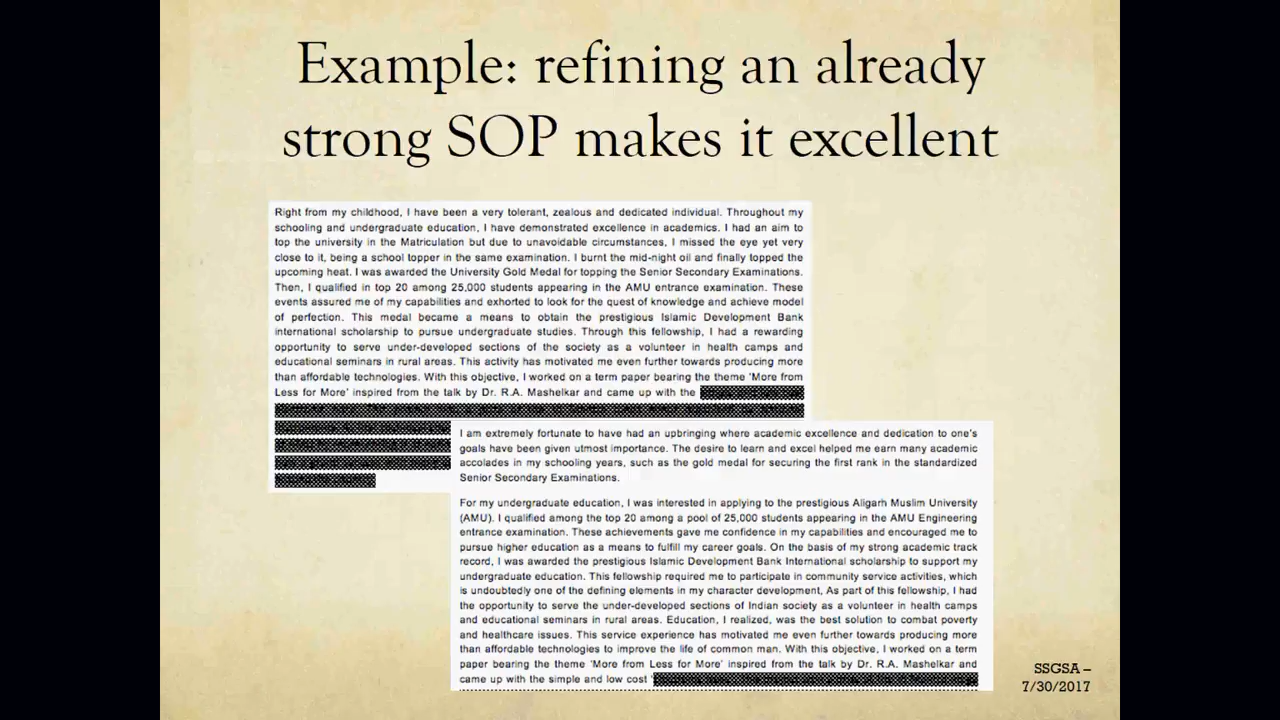 Example: refining an already
strong SOP makes it excellent
Right from my childhood, I have been a very tolerant, zealous and dedicated individual. Throughout my
schooling and undergraduate education, I have demonstrated excellence in academics. I had an aim to
top the university in the Matriculation but due to unavoidable circumstances, I missed the eye yet very
close to it, being a school topper in the same examination. I burnt the mid-night oil and finally topped the
upcoming heat. I was awarded the University Gold Medal for topping the Senior Secondary Examinations.
Then, I qualified in top 20 among 25,000 students appearing in the AMU entrance examination. These
events assured me of my capabilities and exhorted to look for the quest of knowledge and achieve model
of perfection. This medal became a means to obtain the prestigious Islamic Development Bank
international scholarship to pursue undergraduate studies. Through this fellowship, I had a rewarding
opportunity to serve under-developed sections of the society as a volunteer in health camps and
educational seminars in rural areas. This activity has motivated me even further towards producing more
than affordable technologies. With this objective, I worked on a term paper bearing the theme ‘More from
Less for More’ inspired from the talk by Dr. R.A. Mashelkar and came up with the
I am extremely fortunate to have had an upbringing where academic excellence and dedication to one's
goals have been given utmost importance. The desire to learn and excel helped me earn many academic
accolades in my schooling years, such as the gold medal for securing the first rank in the standardized
Senior Secondary Examinations.
For my undergraduate education, I was interested in applying to the prestigious Aligarh Muslim University
(AMU). I qualified among the top 20 among a pool of 25,000 students appearing in the AMU Engineering
entrance examination. These achievements gave me confidence in my capabilities and encouraged me to
pursue higher education as a means to fulfill my career goals. On the basis of my strong academic track
record, I was awarded the prestigious Islamic Development Bank International scholarship to support my
undergraduate education. This fellowship required me to participate in community service activities, which
is undoubtedly one of the defining elements in my character development, As part of this fellowship, I had
the opportunity to serve the under-developed sections of Indian society as a volunteer in health camps
and educational seminars in rural areas. Education, I realized, was the best solution to combat poverty
and healthcare issues. This service experience has motivated me even further towards producing more
than affordable technologies to improve the life of common man. With this objective, I worked on a term
paper bearing the theme ‘More from Less for More’ inspired from the talk by Dr. R.A. Mashelkar and
came up with the simple and low cost '
SSGSA –
7/30/2017